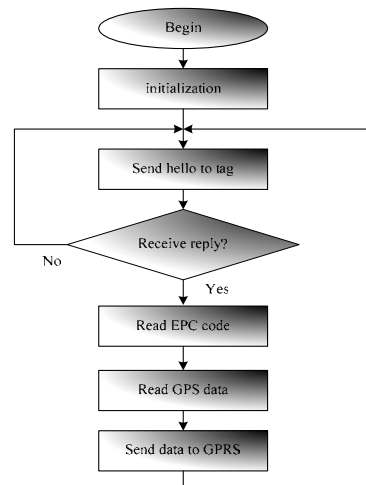 Begin
initialization
Send hello to tag
Receive reply?
No
Yes
Read EPC code
Read GPS data
Send data to GPRS